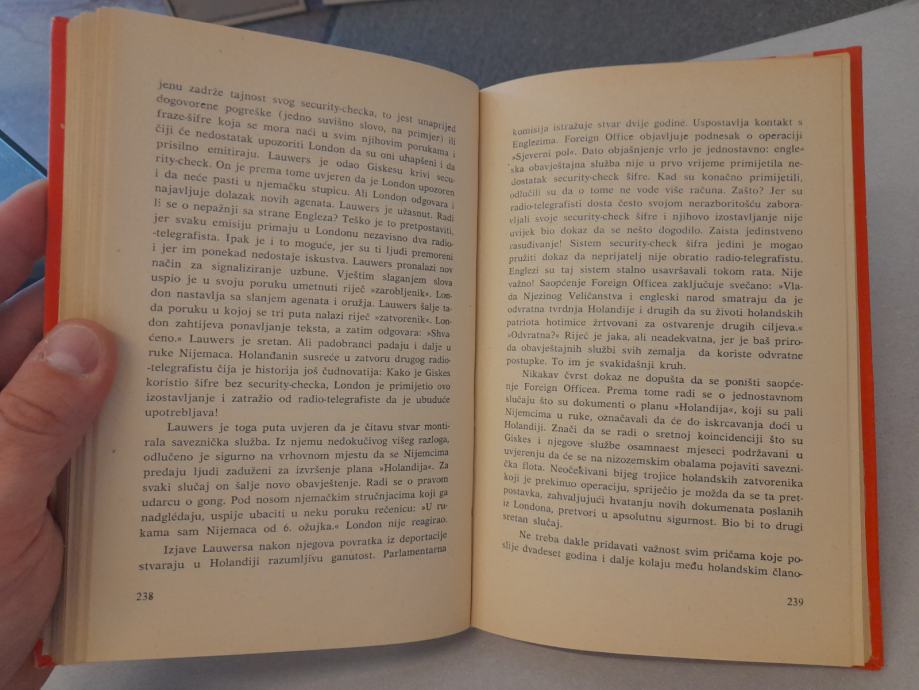 jenu zadrže tajnost svog security-checka, to jest unaprijed
dogovorene pogreške (jedno suvišno slovo, na primjer) ili
fraze-šifre koja se mora naći u svim njihovim porukama i
čiji će nedostatak upozoriti London da su oni uhapšeni i da
prisilno emitiraju. Lauwers je odao Giskesu krivi secu-
rity-check. On je prema tome uvjeren da je London upozoren
i da neće pasti u njemačku stupicu. Ali London odgovara i
najavljuje dolazak novih agenata. Lauwers je užasnut. Radi
li se o nepažnji sa strane Engleza? Teško je to pretpostaviti,
jer svaku emisiju primaju u Londonu nezavisno dva radio-
-telegrafista. Ipak je i to moguće, jer su ti ljudi premoreni
i jer im ponekad nedostaje iskustva. Lauwers pronalazi nov
način za signaliziranje uzbune. Vještim slaganjem slova
uspio je u svoju poruku umetnuti riječ »zarobljenik«. Lon-
don nastavlja sa slanjem agenata i oružja. Lauwers šalje ta-
da poruku u kojoj se tri puta nalazi riječ »zatvorenik«. Lon-
don zahtijeva ponavljanje teksta, a zatim odgovara: »Shva-
ćeno.« Lauwers je sretan. Ali padobranci padaju i dalje u
ruke Nijemaca. Holanđanin susreće u zatvoru drugog radio-
-telegrafistu čija je historija još čudnovatija: Kako je Giskes
koristio šifre bez security-checka, London je primijetio ovo
izostavljanje i zatražio od radio-telegrafiste da je ubuduće
upotrebljava!
Lauwers je toga puta uvjeren da je čitavu stvar monti-
rala saveznička služba. Iz njemu nedokučivog višeg razloga,
odlučeno je sigurno na vrhovnom mjestu da se Nijemcima
predaju ljudi zaduženi za izvršenje plana »Holandija«. Za
svaki slučaj on šalje novo obavještenje. Radi se o pravom
udarcu o gong. Pod nosom njemačkim stručnjacima koji ga
nadgledaju, uspije ubaciti u neku poruku rečenicu: »U ru-
kama sam Nijemaca od 6. ožujka.« London nije reagirao.
Izjave Lauwersa nakon njegova povratka iz deportacije
stvaraju u Holandiji razumljivu ganutost. Parlamentarna
238
komisija istražuje stvar dvije godine. Uspostavlja kontakt s
Englezima. Foreign Office objavljuje podnesak o operaciji
»Sjeverni pol«. Dato objašnjenje vrlo je jednostavno: engle-
ska obavještajna služba nije u prvo vrijeme primijetila ne-
dostatak security-check šifre. Kad su konačno primijetili,
odlučili su da o tome ne vode više računa. Zašto? Jer su
radio-telegrafisti dosta često svojom nerazboritošću zabora-
vljali svoje security-check šifre i njihovo izostavljanje nije
uvijek bio dokaz da se nešto dogodilo. Zaista jedinstveno
rasuđivanje! Sistem security-check šifra jedini je mogao
pružiti dokaz da neprijatelj nije obratio radio-telegrafistu.
Englezi su taj sistem stalno usavršavali tokom rata. Nije
važno! Saopćenje Foreign Officea zaključuje svečano: »Vla-
da Njezinog Veličanstva i engleski narod smatraju da je
odvratna tvrdnja Holandije i drugih da su životi holandskih
patriota hotimice žrtvovani za ostvarenje drugih ciljeva.«
»Odvratna?« Riječ je jaka, ali neadekvatna, jer je baš priro-
da obavještajnih službi svih zemalja da koriste odvratne
postupke. To im je svakidašnji kruh.
Nikakav čvrst dokaz ne dopušta da se poništi saopće-
nje Foreign Officea. Prema tome radi se o jednostavnom
slučaju što su dokumenti o planu »Holandija«, koji su pali
Nijemcima u ruke, označavali da će do iskrcavanja doći u
Holandiji. Znači da se radi o sretnoj koincidenciji što su
Giskes i njegove službe osamnaest mjeseci podržavani u
uvjerenju da će se na nizozemskim obalama pojaviti savezni-
čka flota. Neočekivani bijeg trojice holandskih zatvorenika
koji je prekinuo operaciju, spriječio je možda da se ta pret-
postavka, zahvaljujući hvatanju novih dokumenata poslanih
iz Londona, pretvori u apsolutnu sigurnost. Bio bi to drugi
sretan slučaj.
Ne treba dakle pridavati važnost svim pričama koje po-
slije dvadeset godina i dalje kolaju među holandskim člano-
239